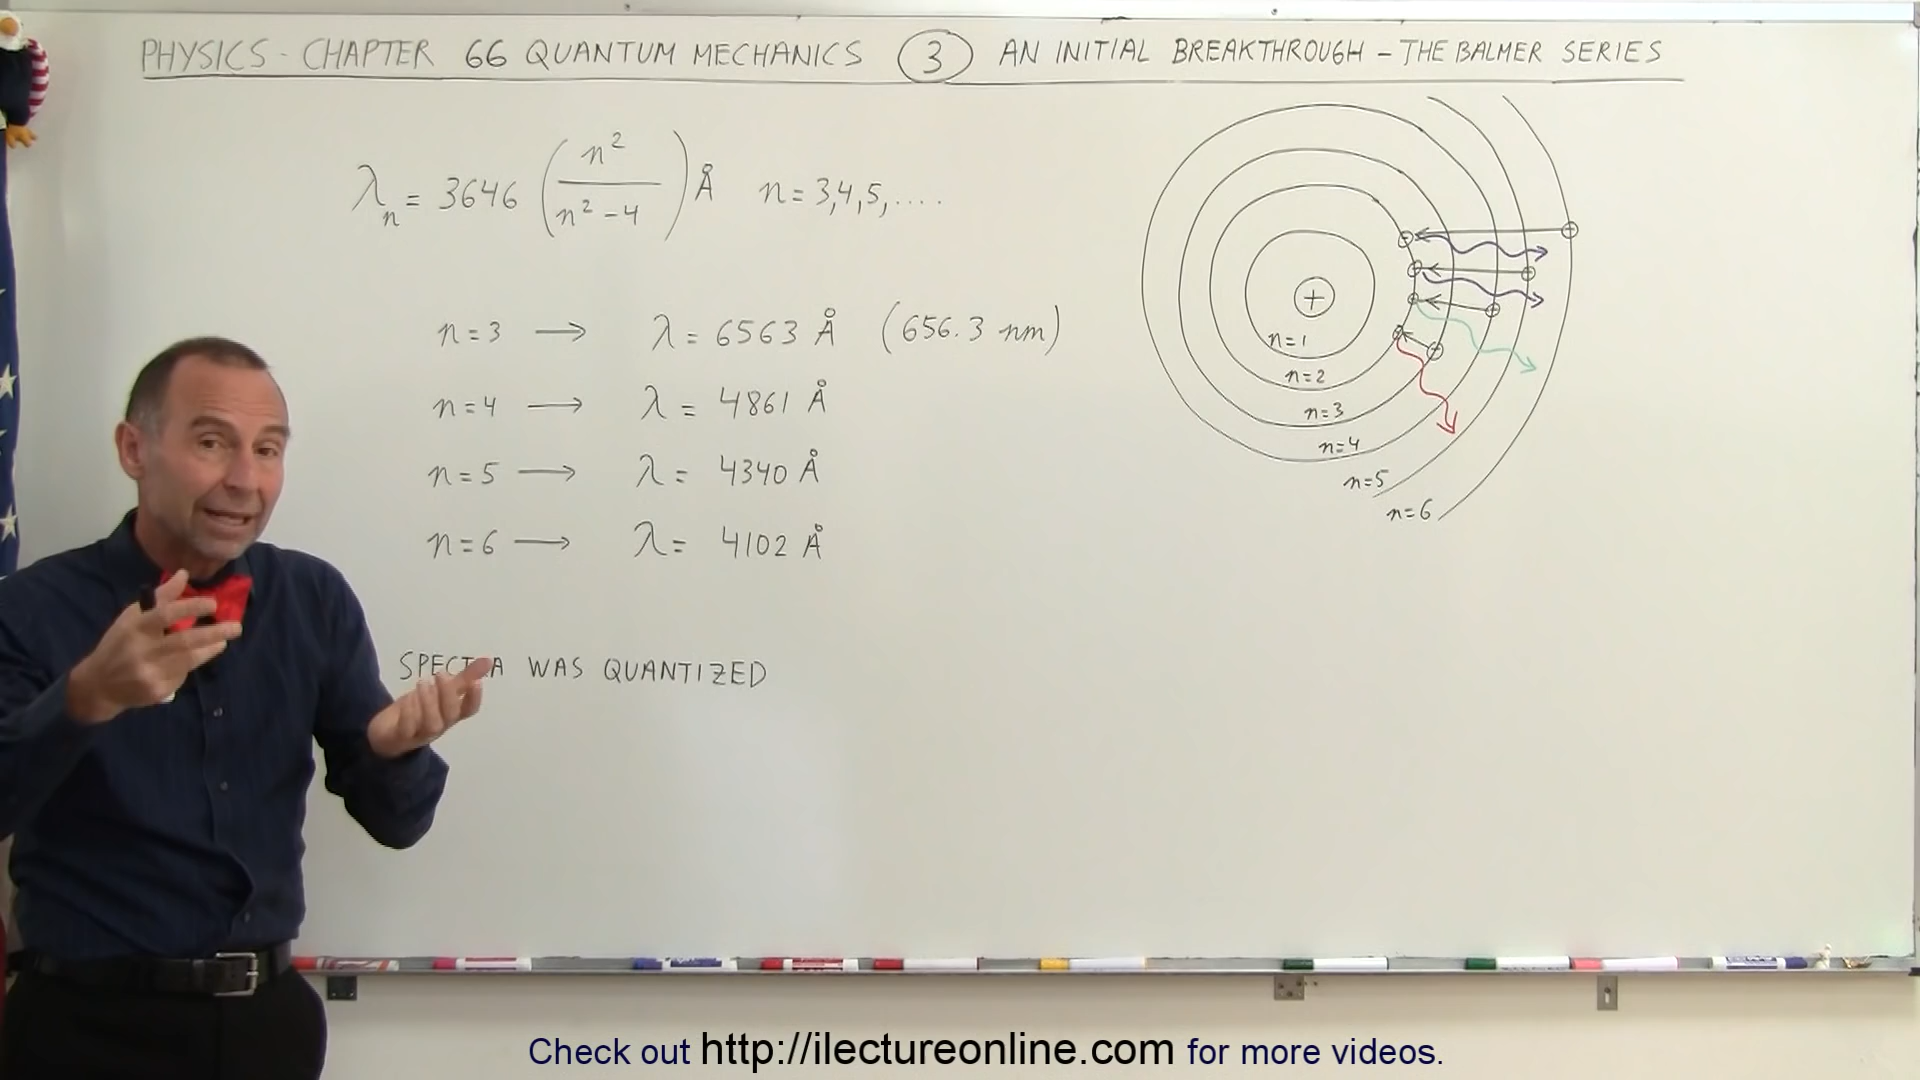 PHYSICS - CHAPTER 66 QUANTUM MECHANICS ③ AN INITIAL BREAKTHROUGH - THE BALMER SERIES
λn = 3646 (n² / n² - 4) Å n = 3,4,5,....
n = 3 → λ = 6563 Å (656.3 nm)
n = 4 → λ = 4861 Å
n = 5 → λ = 4340 Å
n = 6 → λ = 4102 Å
SPECTRA WAS QUANTIZED
+
n=1
n=2
n=3
n=4
n=5
n=6
Check out http://ilectureonline.com for more videos.